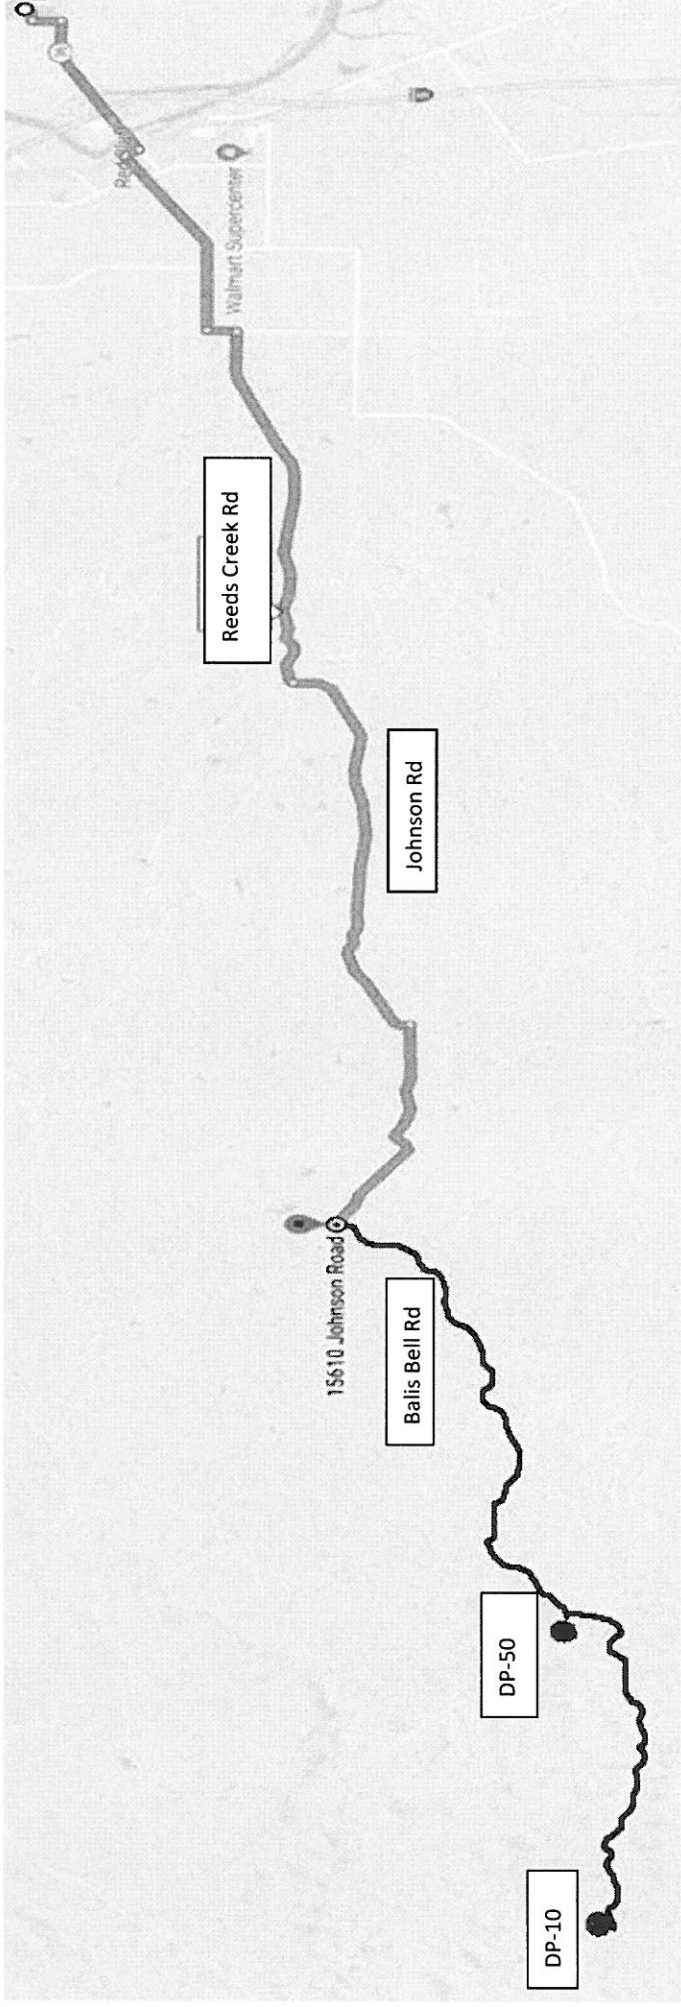 Reeds Creek Rd
Walmart Supercenter
15610 Johnson Road
Balis Bell Rd
Johnson Rd
DP-50
DP-10